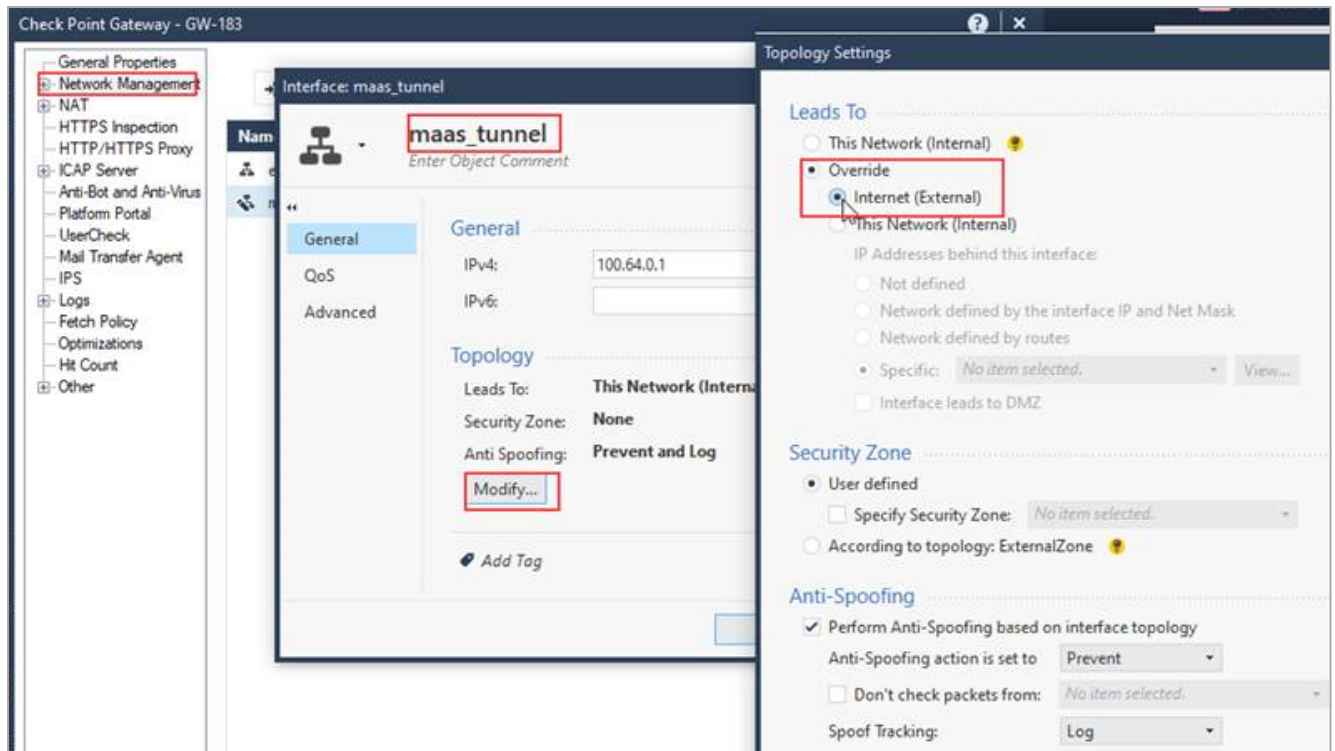 Check Point Gateway - GW-183
General Properties
Network Management
NAT
HTTPS Inspection
HTTP/HTTPS Proxy
ICAP Server
Anti-Bot and Anti-Virus
Platform Portal
UserCheck
Mail Transfer Agent
IPS
Logs
Fetch Policy
Optimizations
Hit Count
Other
Nam
Interface: maas_tunnel
maas_tunnel
Enter Object Comment
General
QoS
Advanced
General
IPv4: 100.64.0.1
IPv6:
Topology
Leads To: This Network (Interna
Security Zone: None
Anti Spoofing: Prevent and Log
Modify...
Add Tag
Topology Settings
Leads To
This Network (Internal)
Override
Internet (External)
This Network (Internal)
IP Addresses behind this interface:
Not defined
Network defined by the interface IP and Net Mask
Network defined by routes
Specific: No item selected. View...
Interface leads to DMZ
Security Zone
User defined
Specify Security Zone: No item selected.
According to topology: ExternalZone
Anti-Spoofing
Perform Anti-Spoofing based on interface topology
Anti-Spoofing action is set to Prevent
Don't check packets from: No item selected.
Spoof Tracking: Log